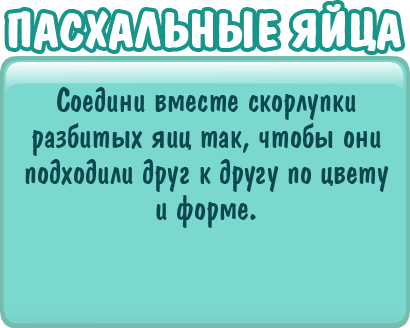 ПАСХАЛЬНЫЕ ЯЙЦА
Соедини вместе скорлупки
разбитых яиц так, чтобы они
подходили друг к другу по цвету
и форме.